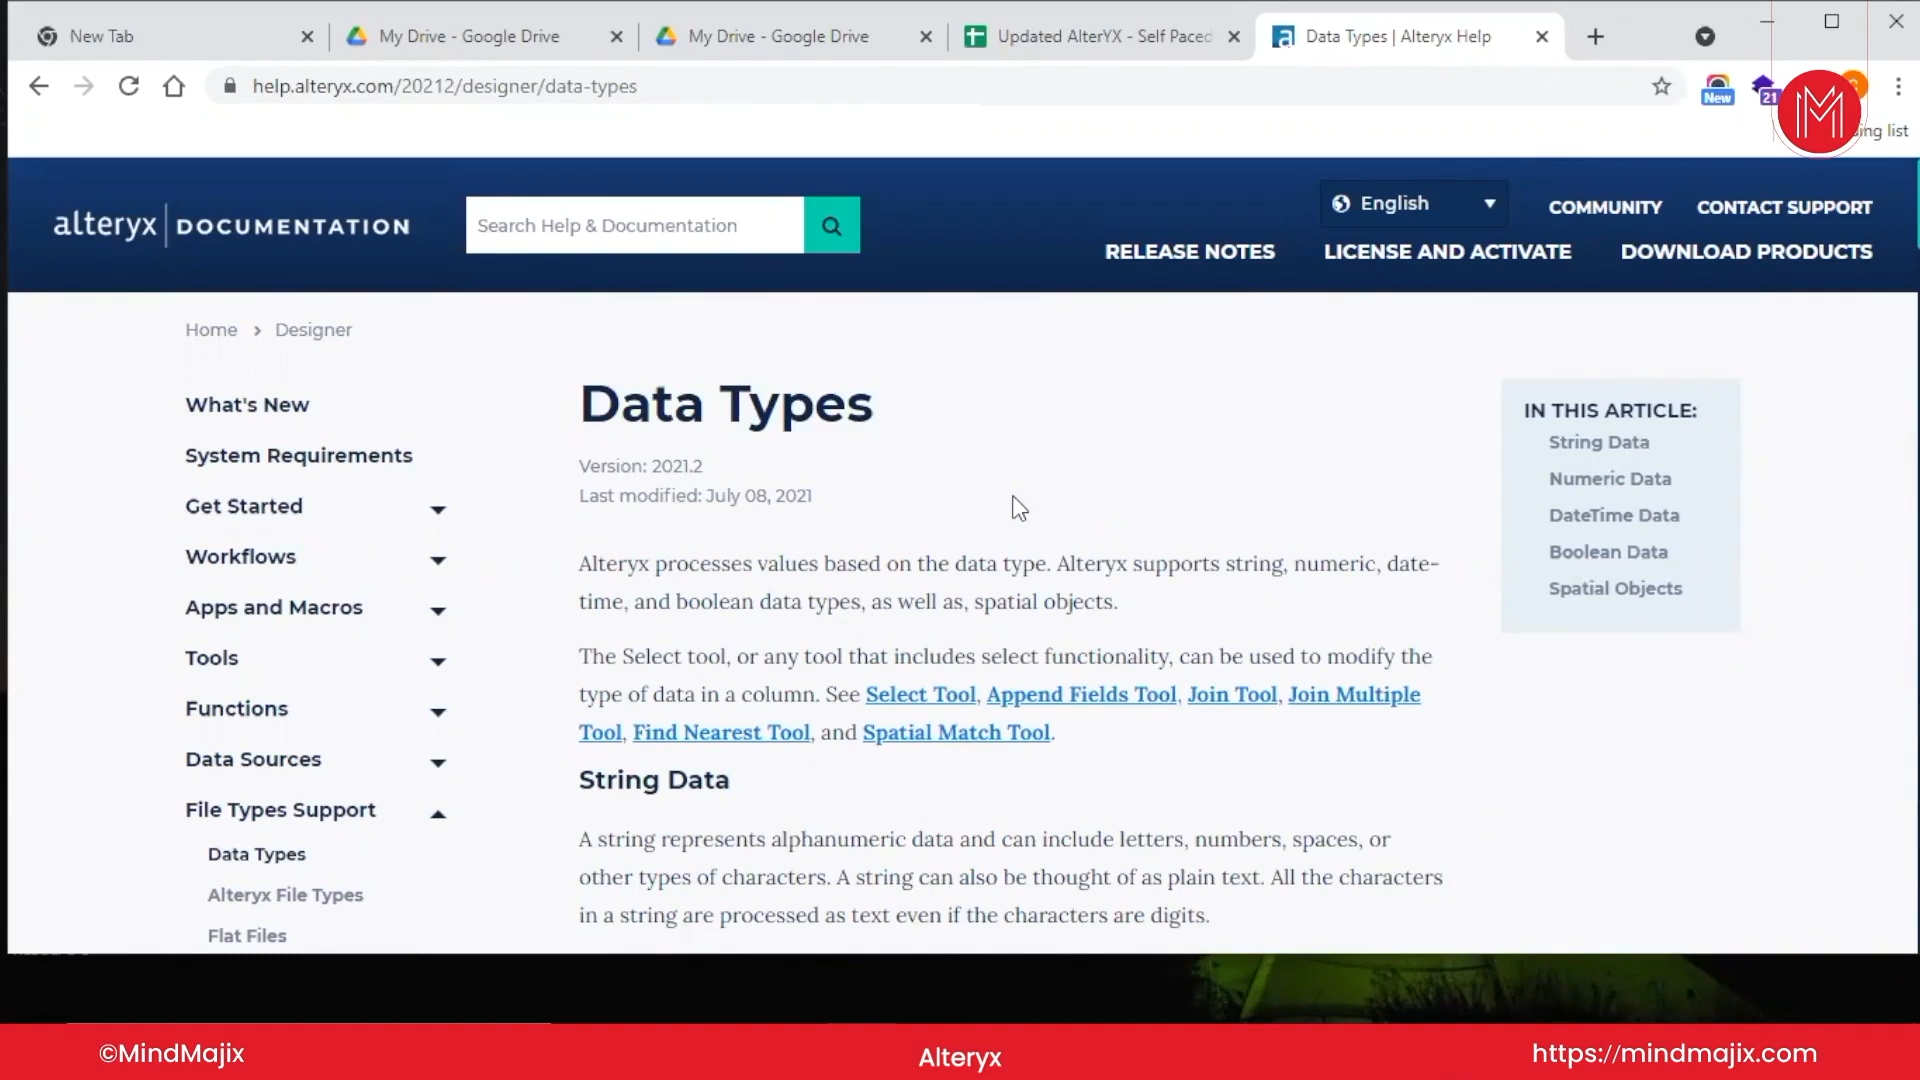 New Tab
My Drive - Google Drive
My Drive - Google Drive
Updated AlterYX - Self Paced
Data Types | Alteryx Help
help.alteryx.com/20212/designer/data-types
New
21
ing list
alteryx | DOCUMENTATION
Search Help & Documentation
English
COMMUNITY
CONTACT SUPPORT
RELEASE NOTES
LICENSE AND ACTIVATE
DOWNLOAD PRODUCTS
Home > Designer
What's New
System Requirements
Get Started
Workflows
Apps and Macros
Tools
Functions
Data Sources
File Types Support
Data Types
Alteryx File Types
Flat Files
Data Types
Version: 2021.2
Last modified: July 08, 2021
Alteryx processes values based on the data type. Alteryx supports string, numeric, date-
time, and boolean data types, as well as, spatial objects.
The Select tool, or any tool that includes select functionality, can be used to modify the
type of data in a column. See Select Tool, Append Fields Tool, Join Tool, Join Multiple
Tool, Find Nearest Tool, and Spatial Match Tool.
String Data
A string represents alphanumeric data and can include letters, numbers, spaces, or
other types of characters. A string can also be thought of as plain text. All the characters
in a string are processed as text even if the characters are digits.
IN THIS ARTICLE:
String Data
Numeric Data
DateTime Data
Boolean Data
Spatial Objects
©MindMajix
Alteryx
https://mindmajix.com